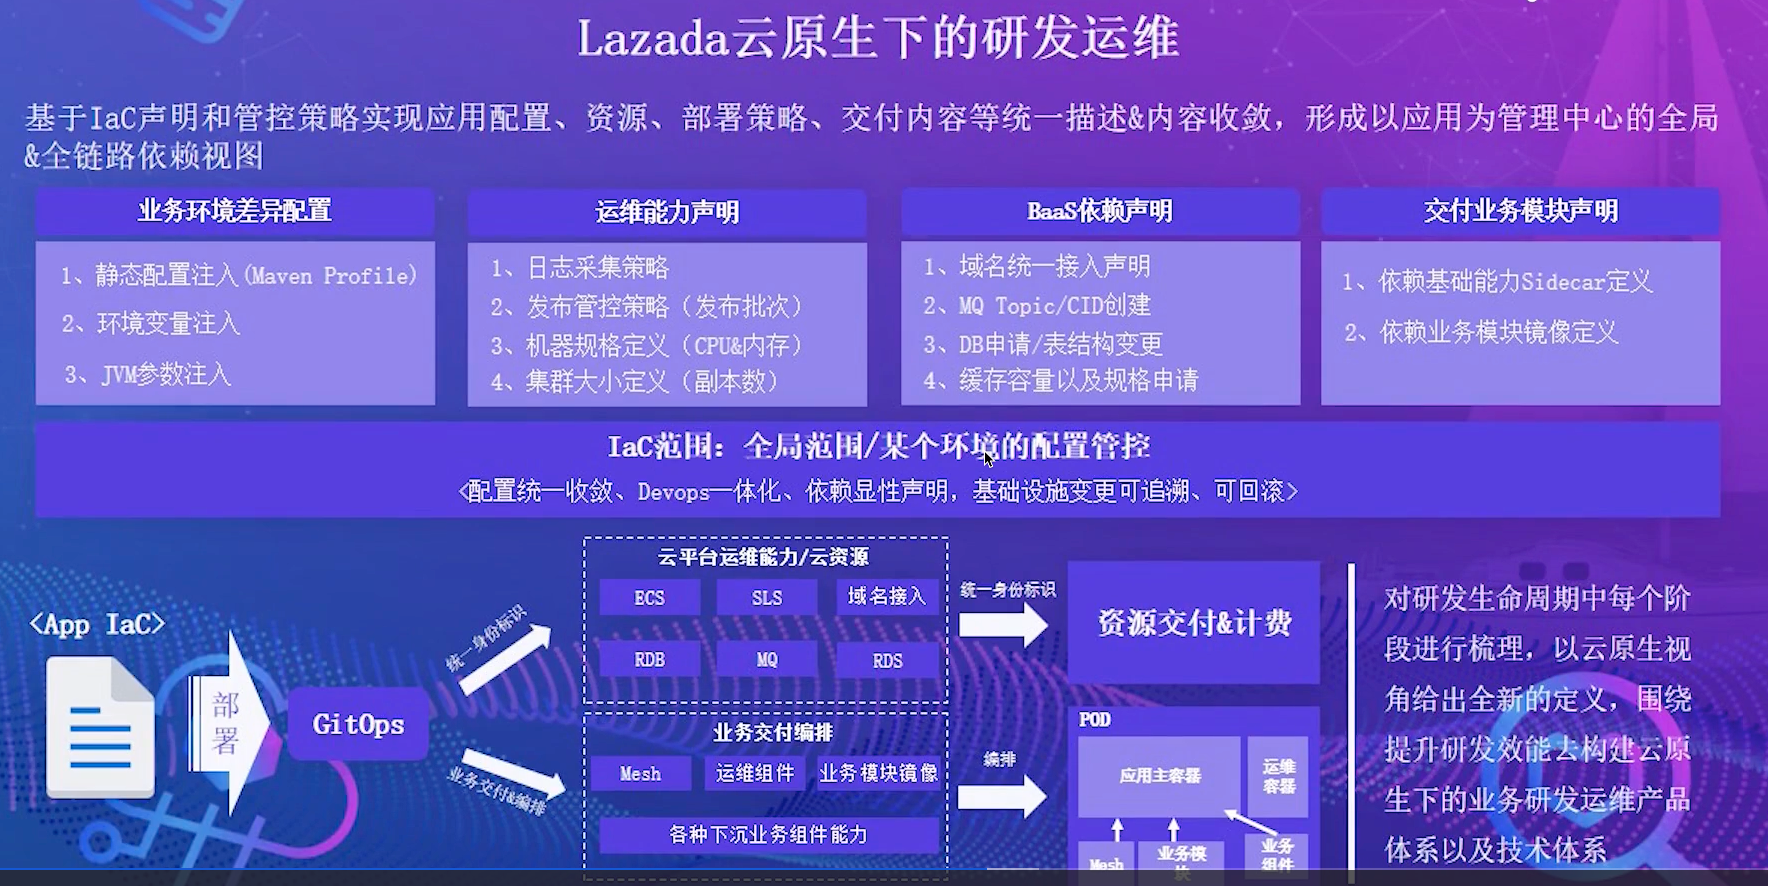 Lazada云原生下的研发运维
基于IaC声明和管控策略实现应用配置、资源、部署策略、交付内容等统一描述&内容收敛，形成以应用为管理中心的全局
&全链路依赖视图
业务环境差异配置
1、静态配置注入(Maven Profile)
2、环境变量注入
3、JVM参数注入
运维能力声明
1、日志采集策略
2、发布管控策略（发布批次）
3、机器规格定义（CPU&内存）
4、集群大小定义（副本数）
BaaS依赖声明
1、域名统一接入声明
2、MQ Topic/CID创建
3、DB申请/表结构变更
4、缓存容量以及规格申请
交付业务模块声明
1、依赖基础能力Sidecar定义
2、依赖业务模块镜像定义
IaC范围：全局范围/某个环境的配置管控
<配置统一收敛、Devops一体化、依赖显性声明，基础设施变更可追溯、可回滚>
<App IaC>
部
署
GitOps
统一身份标识
业务交付&编排
云平台运维能力/云资源
ECS
SLS
域名接入
RDB
MQ
RDS
业务交付编排
Mesh
运维组件
业务模块镜像
各种下沉业务组件能力
统一身份标识
编排
资源交付&计费
POD
应用主容器
运维
容器
Mesh
业务模
块
业务
组件
对研发生命周期中每个阶
段进行梳理，以云原生视
角给出全新的定义，围绕
提升研发效能去构建云原
生下的业务研发运维产品
体系以及技术体系